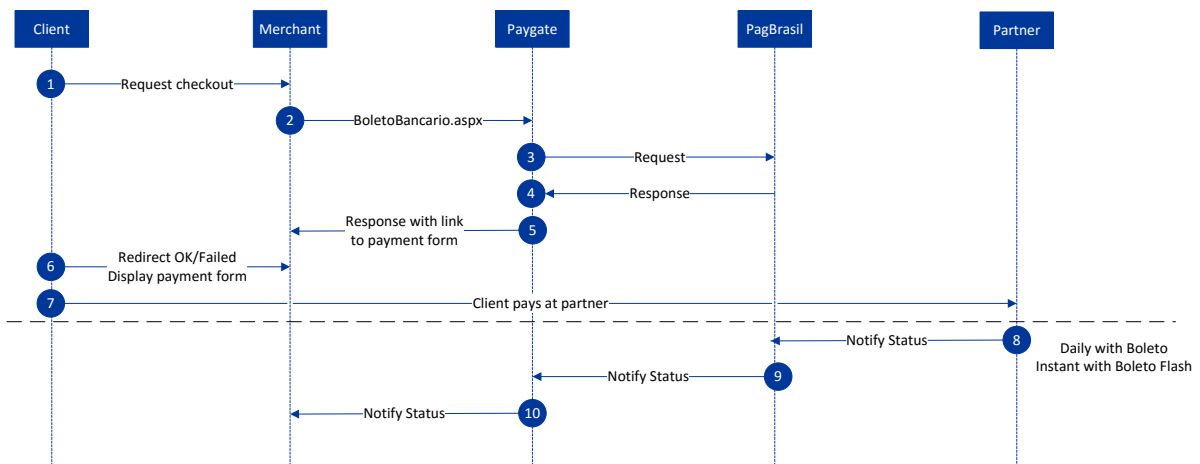 Client
Merchant
Paygate
PagBrasil
Partner
1
Request checkout
2
BoletoBancario.aspx
3
Request
4
Response
Response with link
to payment form
5
6
Redirect OK/Failed
Display payment form
7
Client pays at partner
Notify Status
8
Daily with Boleto
Instant with Boleto Flash
Notify Status
9
Notify Status
10